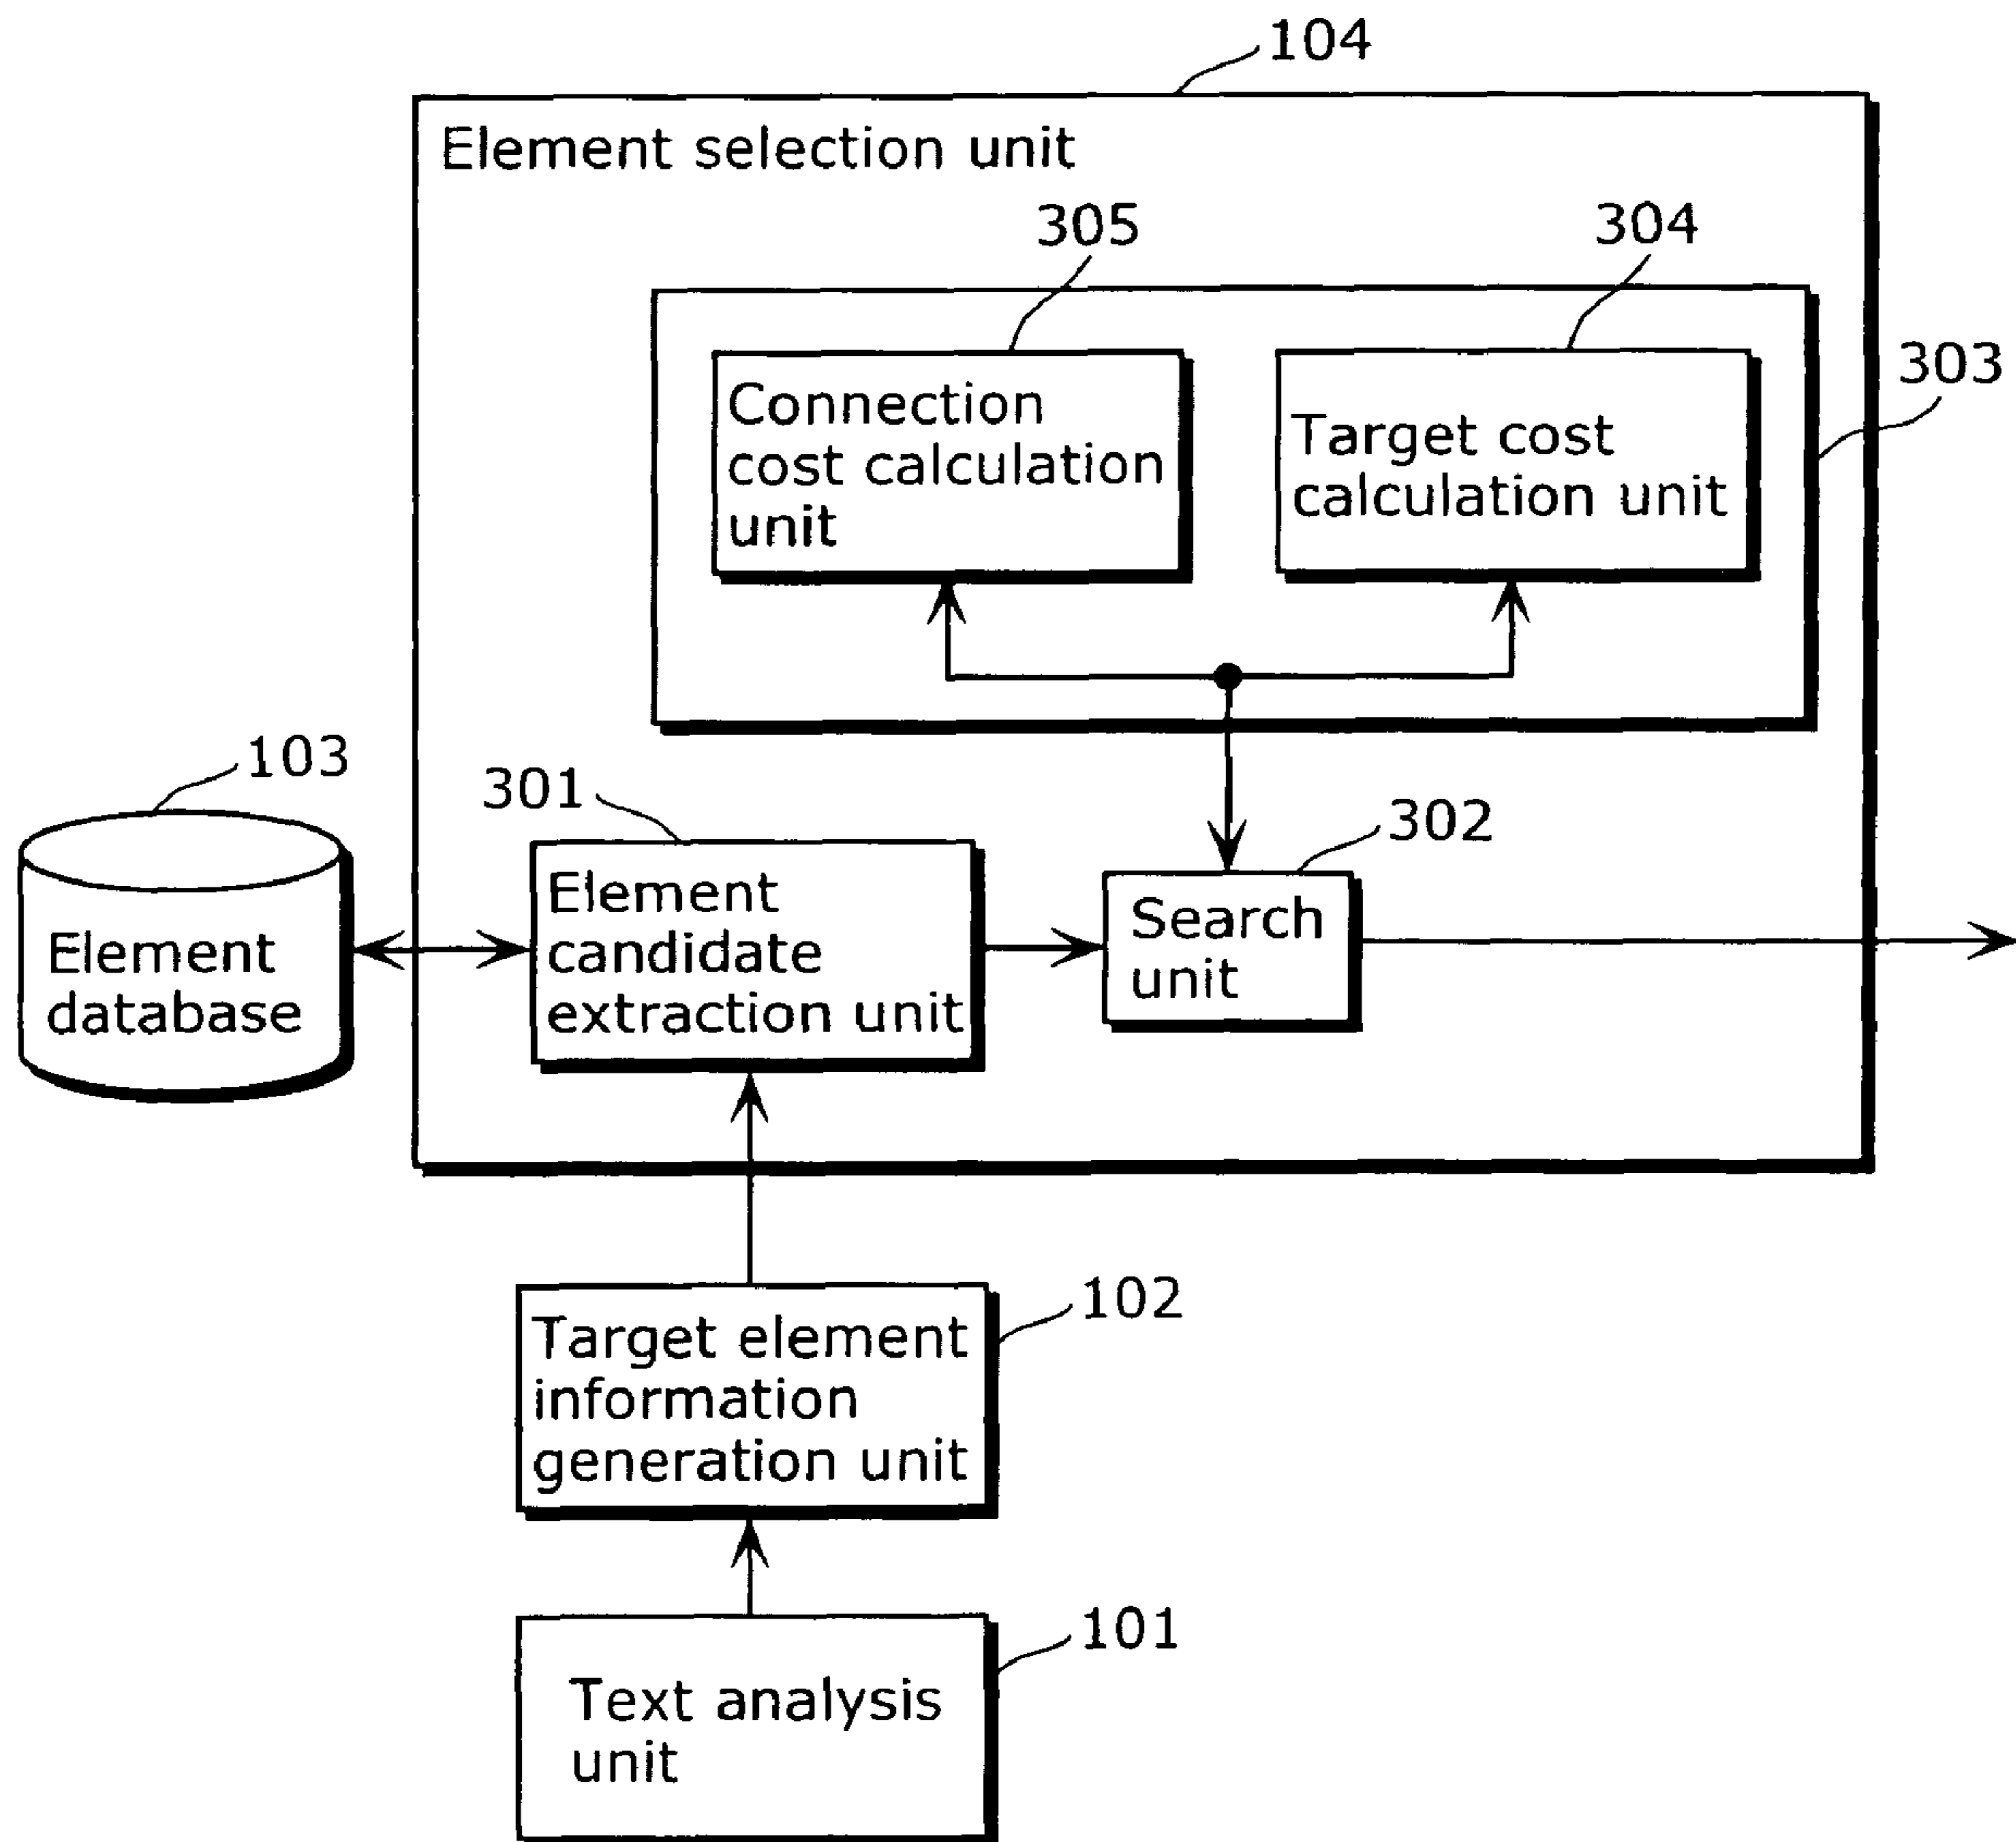 104
Element selection unit
305
304
303
Connection
cost calculation
unit
Target cost
calculation unit
103
301
302
Element
database
Element
candidate
extraction unit
Search
unit
102
Target element
information
generation unit
101
Text analysis
unit